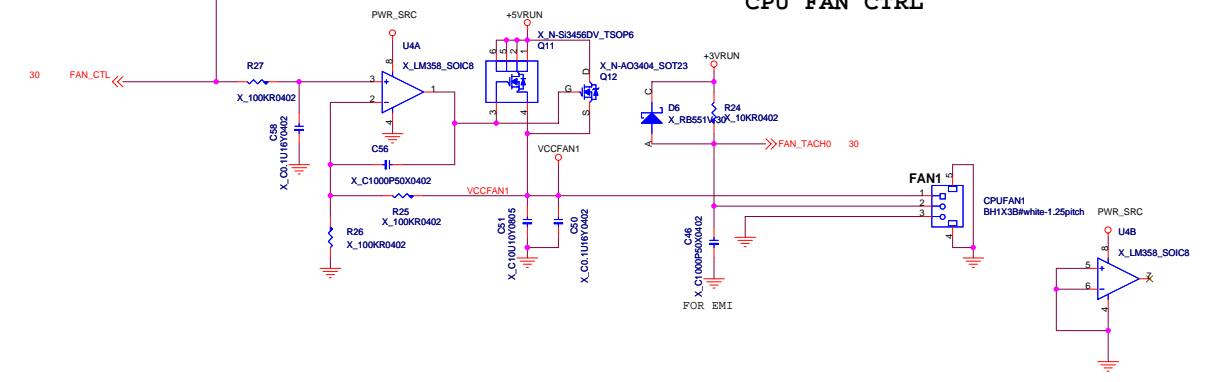 CPU FAN CTRL
PWR_SRC
+5VRUN
X_N-Si3456DV_TSOP6
Q11
U4A
X_LM358_SOIC8
8
3
+
2
-
1
4
6
5
2
1
3
4
X_N-AO3404_SOT23
Q12
G
D
S
30 FAN_CTL
R27
X_100KR0402
C58
X_C0.1U16Y0402
C56
X_C1000P50X0402
R25
X_100KR0402
R26
X_100KR0402
VCCFAN1
VCCFAN1
C51
X_C10U10Y0805
C50
X_C0.1U16Y0402
+3VRUN
C
A
D6
X_RB551V-30
R24
X_10KR0402
FAN_TACH0 30
C46
X_C1000P50X0402
FOR EMI
FAN1
1
2
3
5
4
CPUFAN1
BH1X3B#white-1.25pitch
PWR_SRC
U4B
X_LM358_SOIC8
8
5
+
6
-
7
4